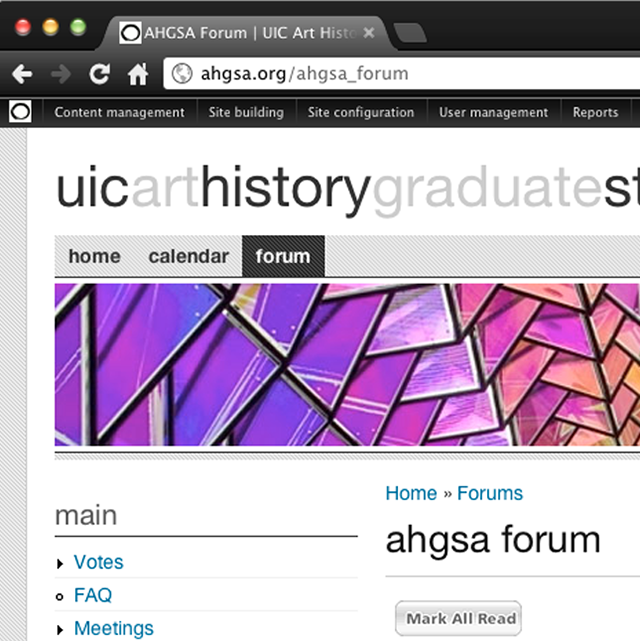 AHGSA Forum | UIC Art Histo
ahgsa.org/ahgsa_forum
Content management Site building Site configuration User management Reports
uicarthistorygraduatest
home calendar forum
Home » Forums
main
ahgsa forum
Votes
FAQ
Meetings
Mark All Read